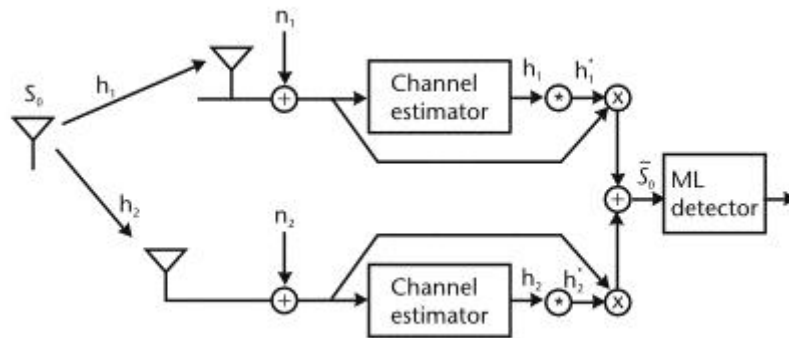 n₁
S₀ h₁ Channel estimator h₁ h₁* * x
+
S̄₀ ML detector
+
h₂ n₂
+ Channel estimator h₂ h₂* * x